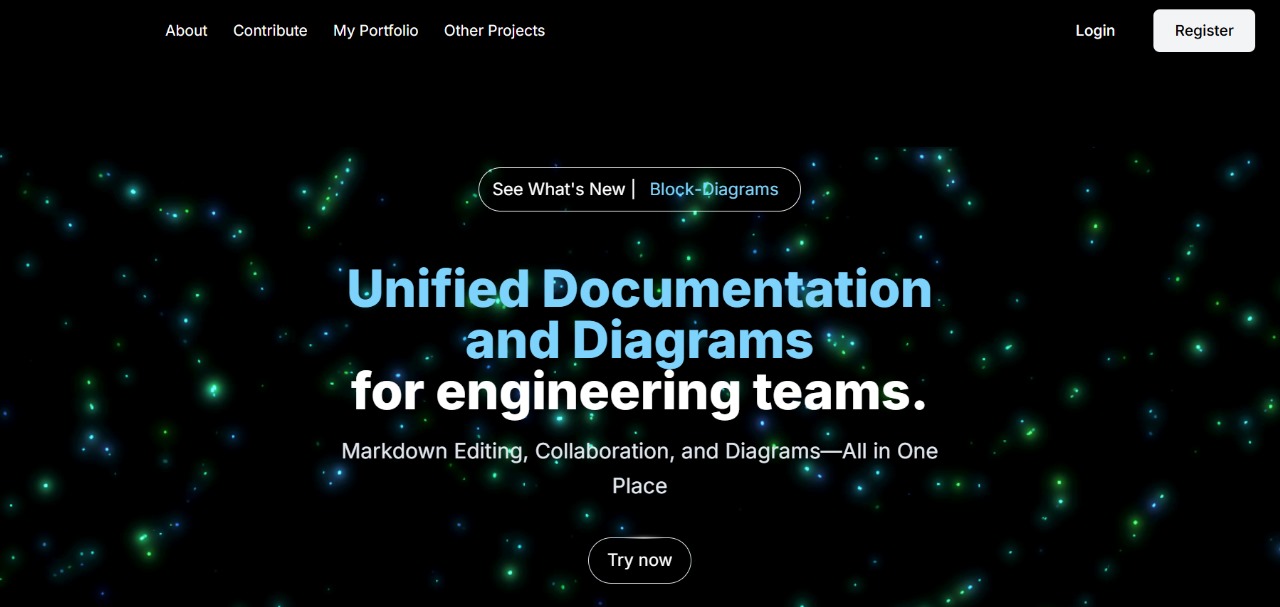 About Contribute My Portfolio Other Projects Login Register
See What's New | Block-Diagrams
Unified Documentation
and Diagrams
for engineering teams.
Markdown Editing, Collaboration, and Diagrams—All in One
Place
Try now